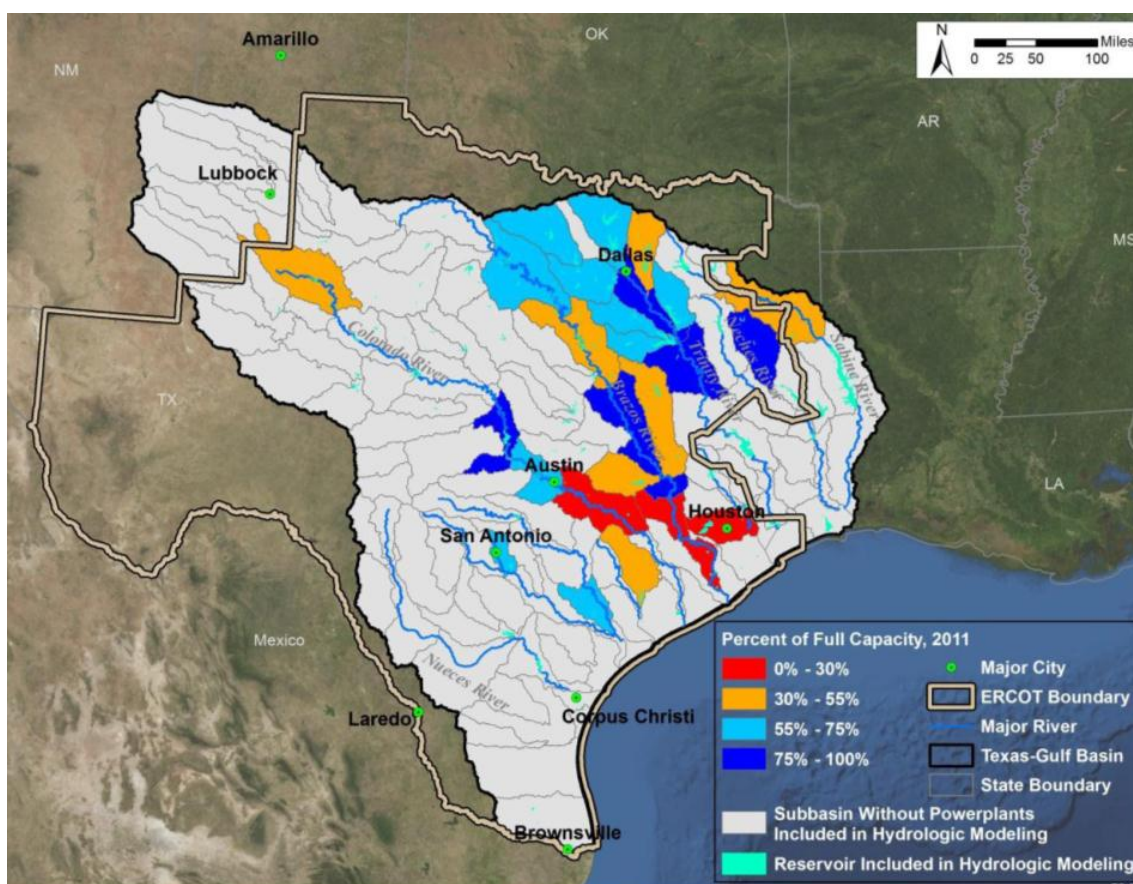 Amarillo
OK
N
Miles
0 25 50 100
NM
AR
Lubbock
MS
Dallas
Neches River
Sabine River
Trinity River
Colorado River
TX
Brazos River
Austin
LA
Houston
San Antonio
Mexico
Nueces River
Laredo
Corpus Christi
Brownsville
Percent of Full Capacity, 2011
0% - 30%
30% - 55%
55% - 75%
75% - 100%
Major City
ERCOT Boundary
Major River
Texas-Gulf Basin
State Boundary
Subbasin Without Powerplants
Included in Hydrologic Modeling
Reservoir Included in Hydrologic Modeling